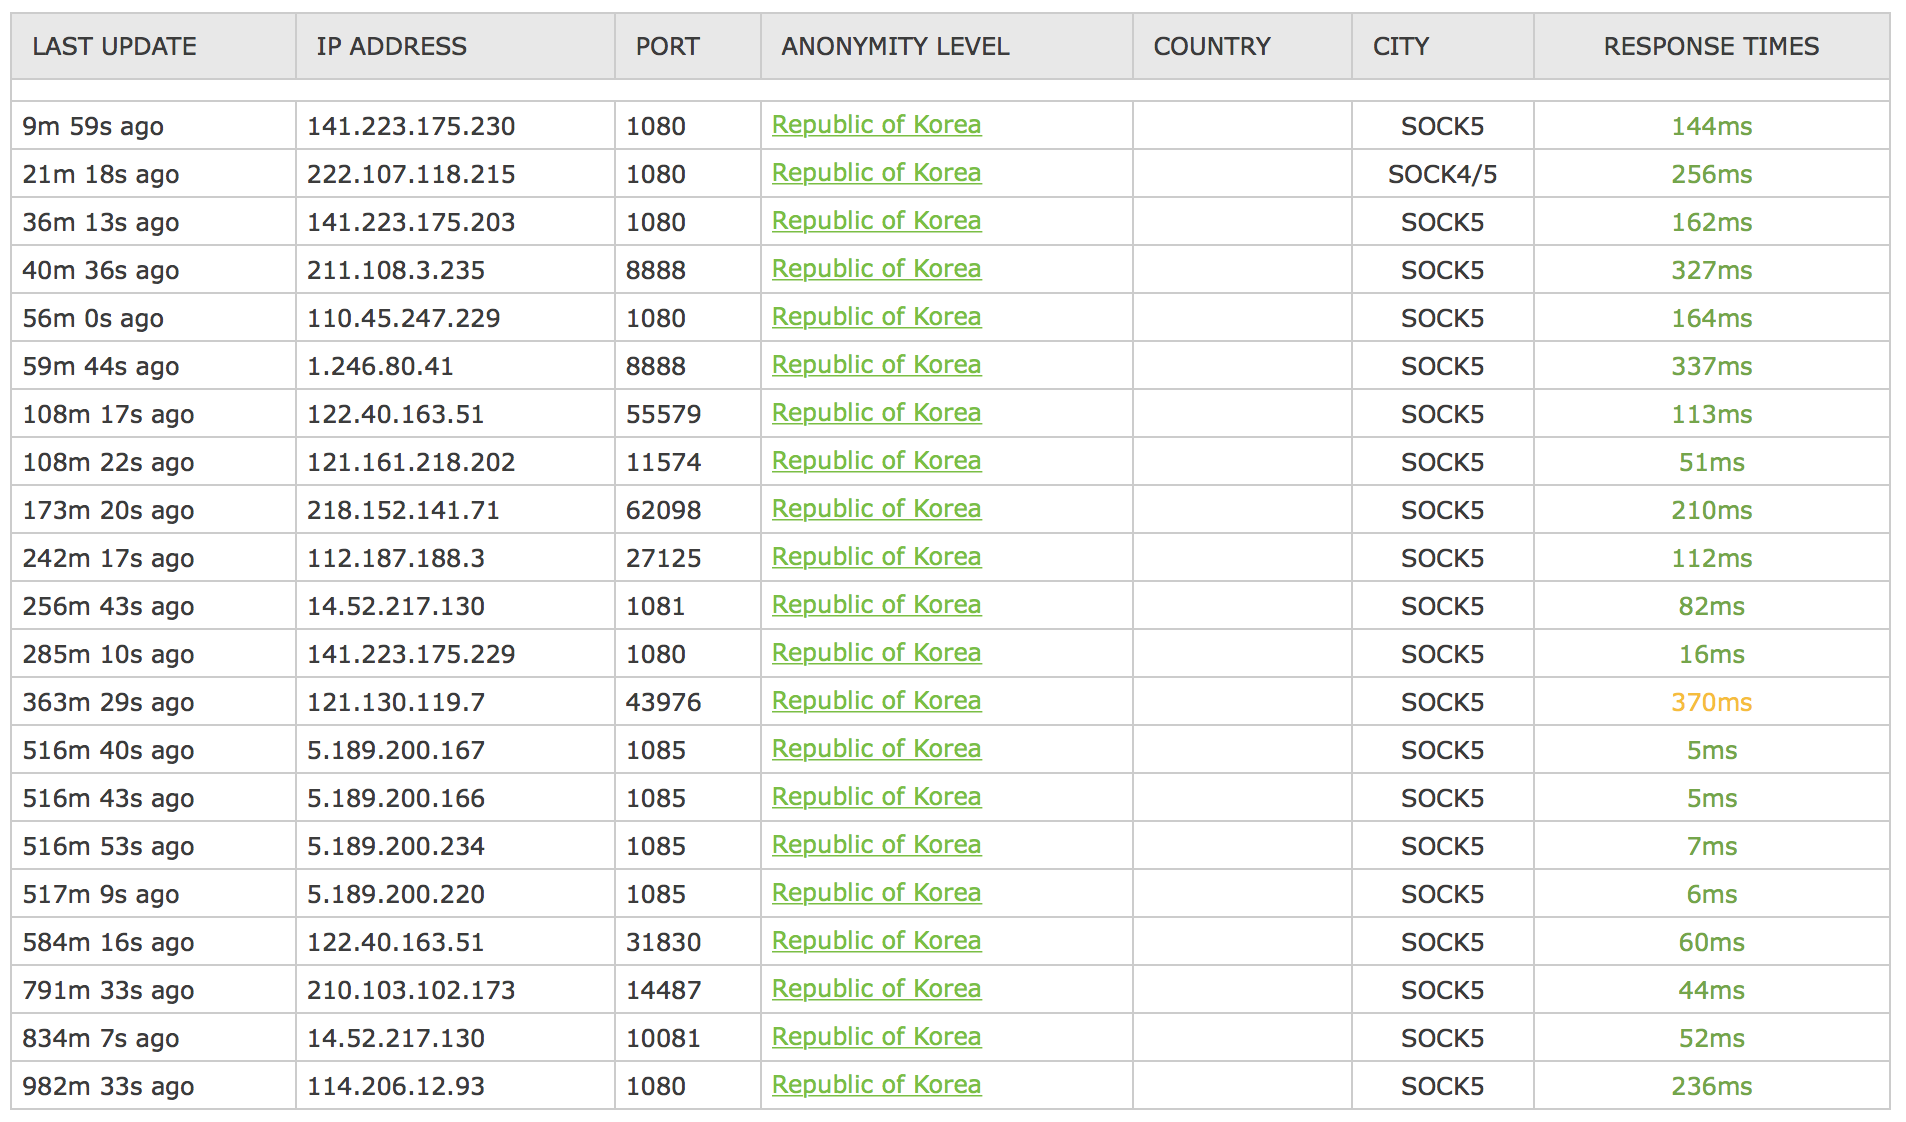 LAST UPDATE IP ADDRESS PORT ANONYMITY LEVEL COUNTRY CITY RESPONSE TIMES
9m 59s ago 141.223.175.230 1080 Republic of Korea SOCK5 144ms
21m 18s ago 222.107.118.215 1080 Republic of Korea SOCK4/5 256ms
36m 13s ago 141.223.175.203 1080 Republic of Korea SOCK5 162ms
40m 36s ago 211.108.3.235 8888 Republic of Korea SOCK5 327ms
56m 0s ago 110.45.247.229 1080 Republic of Korea SOCK5 164ms
59m 44s ago 1.246.80.41 8888 Republic of Korea SOCK5 337ms
108m 17s ago 122.40.163.51 55579 Republic of Korea SOCK5 113ms
108m 22s ago 121.161.218.202 11574 Republic of Korea SOCK5 51ms
173m 20s ago 218.152.141.71 62098 Republic of Korea SOCK5 210ms
242m 17s ago 112.187.188.3 27125 Republic of Korea SOCK5 112ms
256m 43s ago 14.52.217.130 1081 Republic of Korea SOCK5 82ms
285m 10s ago 141.223.175.229 1080 Republic of Korea SOCK5 16ms
363m 29s ago 121.130.119.7 43976 Republic of Korea SOCK5 370ms
516m 40s ago 5.189.200.167 1085 Republic of Korea SOCK5 5ms
516m 43s ago 5.189.200.166 1085 Republic of Korea SOCK5 5ms
516m 53s ago 5.189.200.234 1085 Republic of Korea SOCK5 7ms
517m 9s ago 5.189.200.220 1085 Republic of Korea SOCK5 6ms
584m 16s ago 122.40.163.51 31830 Republic of Korea SOCK5 60ms
791m 33s ago 210.103.102.173 14487 Republic of Korea SOCK5 44ms
834m 7s ago 14.52.217.130 10081 Republic of Korea SOCK5 52ms
982m 33s ago 114.206.12.93 1080 Republic of Korea SOCK5 236ms